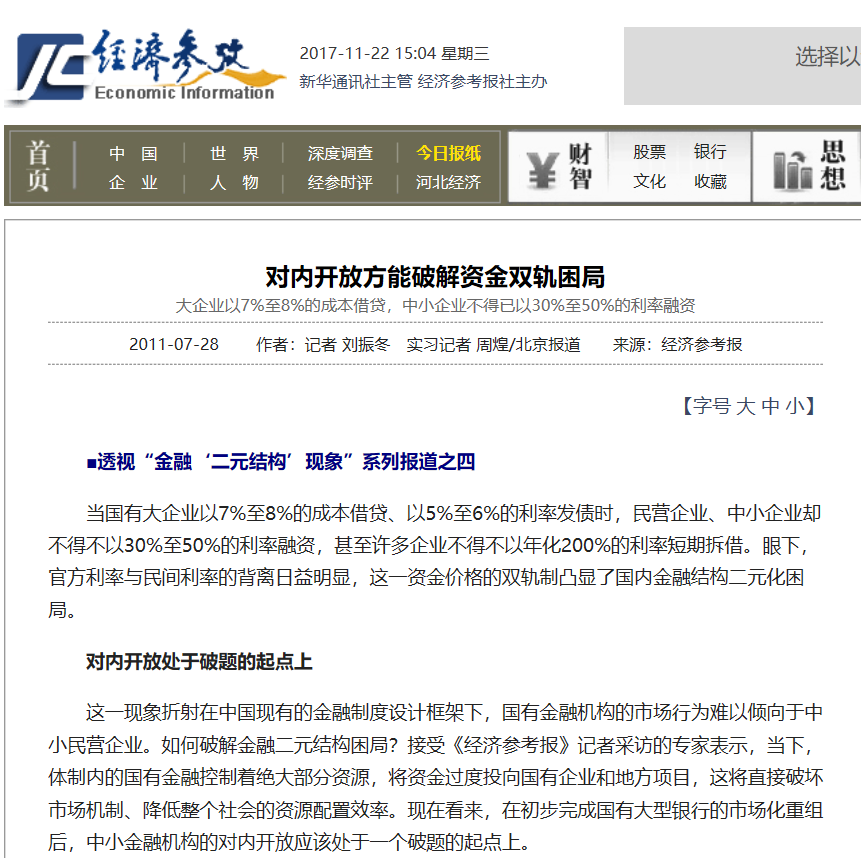 经济参考
Economic Information
2017-11-22 15:04 星期三
新华通讯社主管 经济参考报社主办
选择以
首页
中 国 | 世 界 | 深度调查 | 今日报纸
企 业 | 人 物 | 经参时评 | 河北经济
财智
股票 银行
文化 收藏
思想
对内开放方能破解资金双轨困局
大企业以7%至8%的成本借贷，中小企业不得已以30%至50%的利率融资
2011-07-28 作者：记者 刘振冬 实习记者 周煌/北京报道 来源：经济参考报
【字号 大 中 小】
■透视“金融‘二元结构’现象”系列报道之四
当国有大企业以7%至8%的成本借贷、以5%至6%的利率发债时，民营企业、中小企业却
不得不以30%至50%的利率融资，甚至许多企业不得不以年化200%的利率短期拆借。眼下，
官方利率与民间利率的背离日益明显，这一资金价格的双轨制凸显了国内金融结构二元化困
局。
对内开放处于破题的起点上
这一现象折射在中国现有的金融制度设计框架下，国有金融机构的市场行为难以倾向于中
小民营企业。如何破解金融二元结构困局？接受《经济参考报》记者采访的专家表示，当下，
体制内的国有金融控制着绝大部分资源，将资金过度投向国有企业和地方项目，这将直接破坏
市场机制、降低整个社会的资源配置效率。现在看来，在初步完成国有大型银行的市场化重组
后，中小金融机构的对内开放应该处于一个破题的起点上。